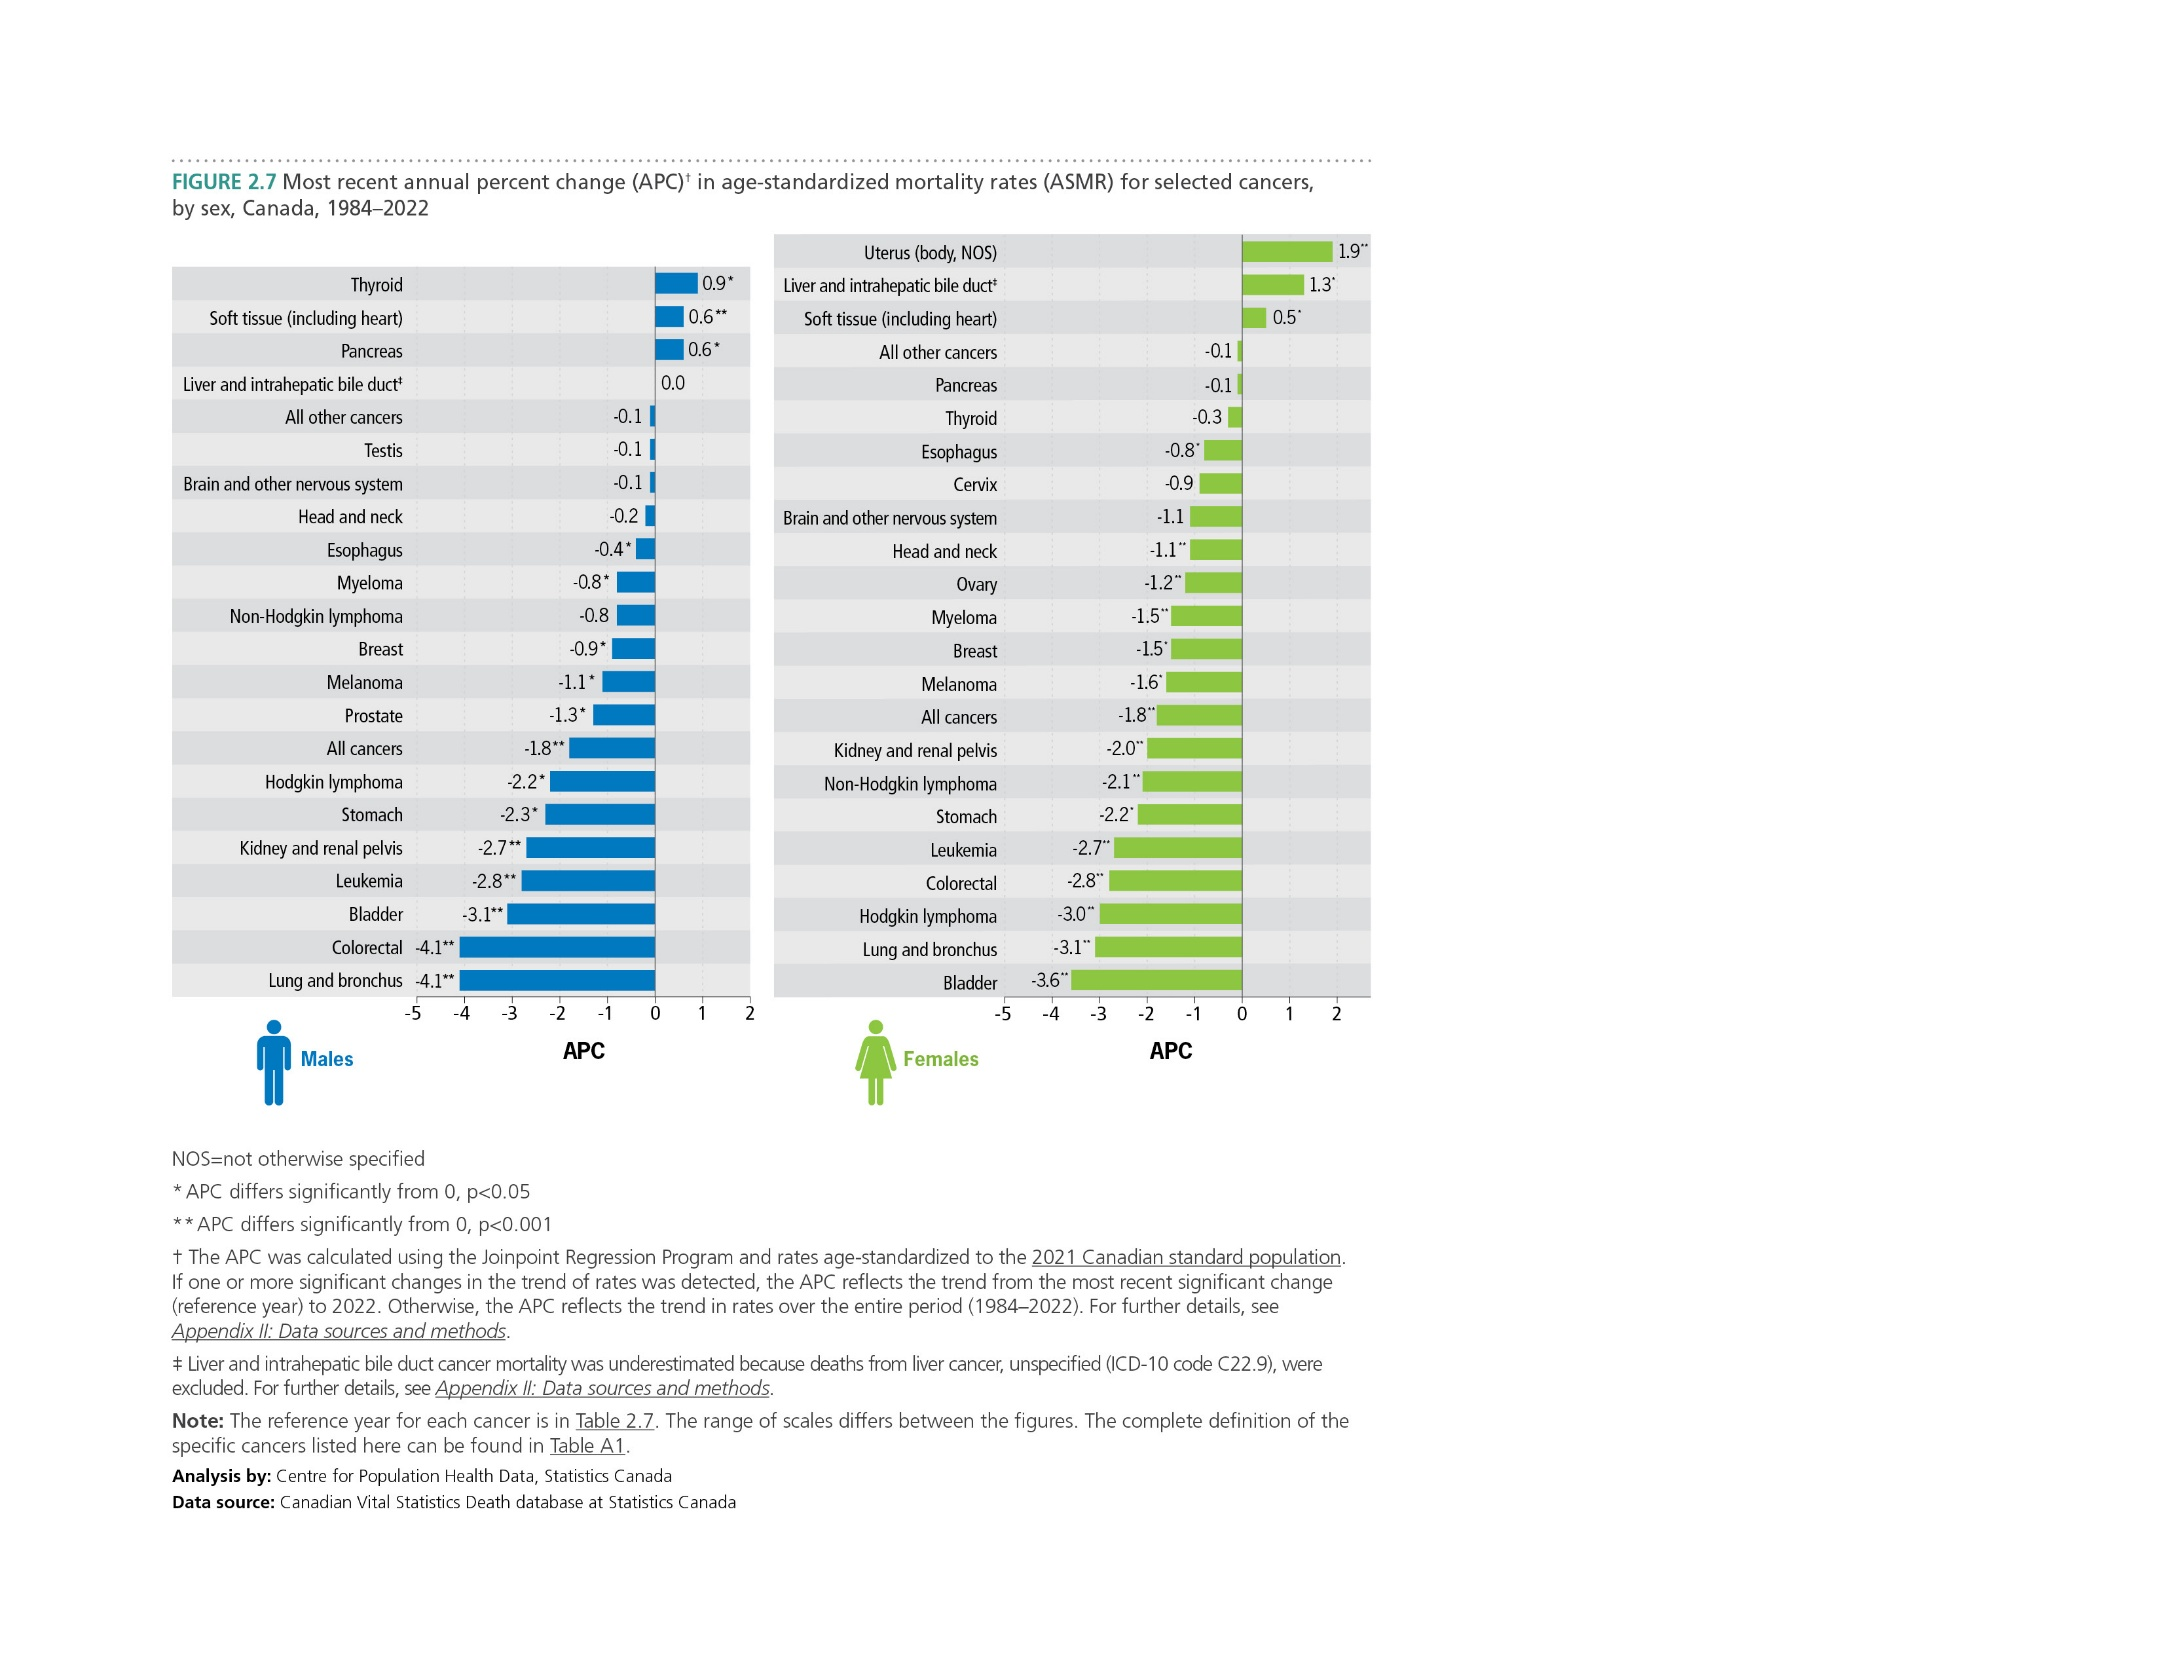 FIGURE 2.7 Most recent annual percent change (APC)† in age-standardized mortality rates (ASMR) for selected cancers,
by sex, Canada, 1984–2022
Thyroid 0.9*
Soft tissue (including heart) 0.6**
Pancreas 0.6*
Liver and intrahepatic bile duct‡ 0.0
All other cancers -0.1
Testis -0.1
Brain and other nervous system -0.1
Head and neck -0.2
Esophagus -0.4*
Myeloma -0.8*
Non-Hodgkin lymphoma -0.8
Breast -0.9*
Melanoma -1.1*
Prostate -1.3*
All cancers -1.8**
Hodgkin lymphoma -2.2*
Stomach -2.3*
Kidney and renal pelvis -2.7**
Leukemia -2.8**
Bladder -3.1**
Colorectal -4.1**
Lung and bronchus -4.1**
-5 -4 -3 -2 -1 0 1 2
APC
Males
Uterus (body, NOS) 1.9**
Liver and intrahepatic bile duct‡ 1.3*
Soft tissue (including heart) 0.5*
All other cancers -0.1
Pancreas -0.1
Thyroid -0.3
Esophagus -0.8*
Cervix -0.9
Brain and other nervous system -1.1
Head and neck -1.1**
Ovary -1.2**
Myeloma -1.5**
Breast -1.5*
Melanoma -1.6*
All cancers -1.8**
Kidney and renal pelvis -2.0**
Non-Hodgkin lymphoma -2.1**
Stomach -2.2*
Leukemia -2.7**
Colorectal -2.8**
Hodgkin lymphoma -3.0**
Lung and bronchus -3.1**
Bladder -3.6**
-5 -4 -3 -2 -1 0 1 2
APC
Females
NOS=not otherwise specified
* APC differs significantly from 0, p<0.05
** APC differs significantly from 0, p<0.001
† The APC was calculated using the Joinpoint Regression Program and rates age-standardized to the 2021 Canadian standard population.
If one or more significant changes in the trend of rates was detected, the APC reflects the trend from the most recent significant change
(reference year) to 2022. Otherwise, the APC reflects the trend in rates over the entire period (1984–2022). For further details, see
Appendix II: Data sources and methods.
‡ Liver and intrahepatic bile duct cancer mortality was underestimated because deaths from liver cancer, unspecified (ICD-10 code C22.9), were
excluded. For further details, see Appendix II: Data sources and methods.
Note: The reference year for each cancer is in Table 2.7. The range of scales differs between the figures. The complete definition of the
specific cancers listed here can be found in Table A1.
Analysis by: Centre for Population Health Data, Statistics Canada
Data source: Canadian Vital Statistics Death database at Statistics Canada